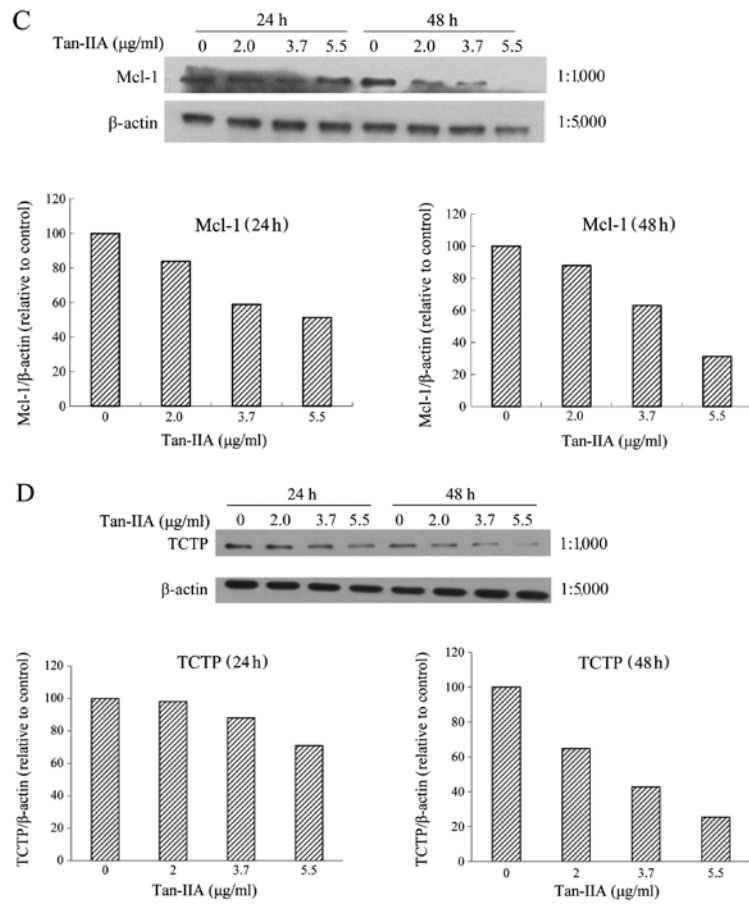 C
24 h 48 h
Tan-IIA (μg/ml) 0 2.0 3.7 5.5 0 2.0 3.7 5.5
Mcl-1 1:1,000
β-actin 1:5,000
Mcl-1 (24 h)
Mcl-1/β-actin (relative to control)
120
100
80
60
40
20
0
0 2.0 3.7 5.5
Tan-IIA (μg/ml)
Mcl-1 (48 h)
Mcl-1/β-actin (relative to control)
120
100
80
60
40
20
0
0 2.0 3.7 5.5
Tan-IIA (μg/ml)
D
24 h 48 h
Tan-IIA (μg/ml) 0 2.0 3.7 5.5 0 2.0 3.7 5.5
TCTP 1:1,000
β-actin 1:5,000
TCTP (24 h)
TCTP/β-actin (relative to control)
120
100
80
60
40
20
0
0 2 3.7 5.5
Tan-IIA (μg/ml)
TCTP (48 h)
TCTP/β-actin (relative to control)
120
100
80
60
40
20
0
0 2 3.7 5.5
Tan-IIA (μg/ml)